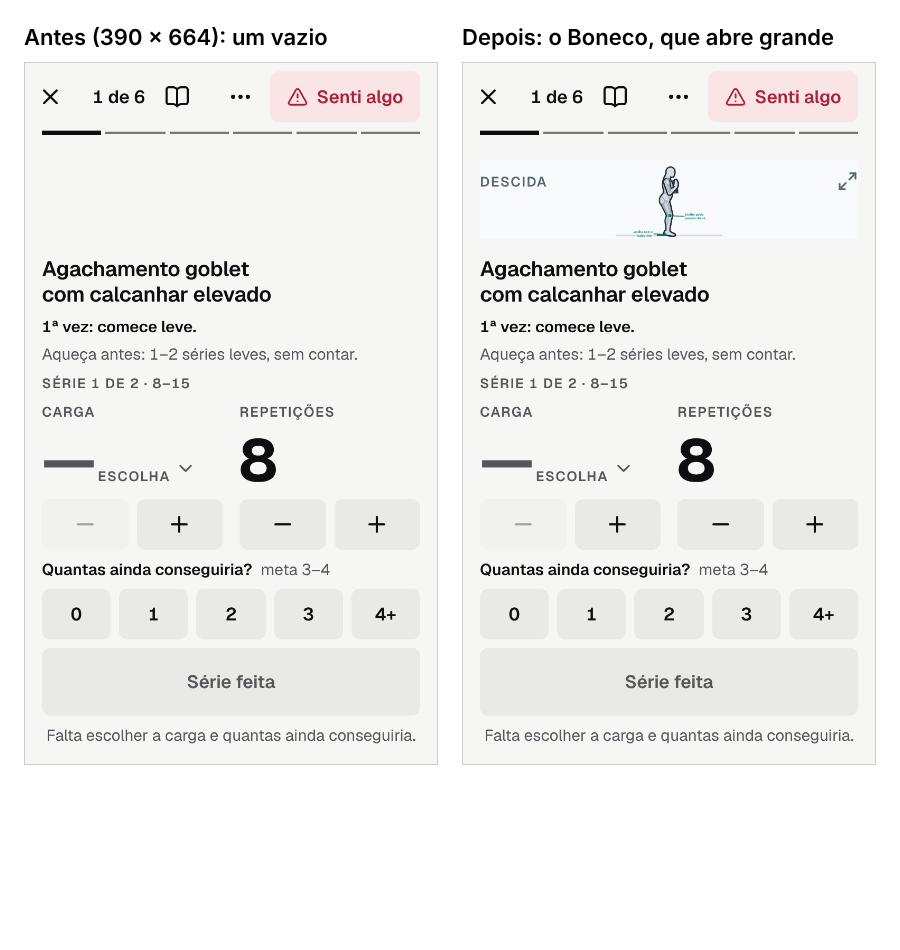 Antes (390 × 664): um vazio
1 de 6
Senti algo
Agachamento goblet
com calcanhar elevado
1ª vez: comece leve.
Aqueça antes: 1–2 séries leves, sem contar.
SÉRIE 1 DE 2 · 8–15
CARGA
REPETIÇÕES
— ESCOLHA
8
− + − +
Quantas ainda conseguiria? meta 3–4
0 1 2 3 4+
Série feita
Falta escolher a carga e quantas ainda conseguiria.
Depois: o Boneco, que abre grande
1 de 6
Senti algo
DESCIDA
Agachamento goblet
com calcanhar elevado
1ª vez: comece leve.
Aqueça antes: 1–2 séries leves, sem contar.
SÉRIE 1 DE 2 · 8–15
CARGA
REPETIÇÕES
— ESCOLHA
8
− + − +
Quantas ainda conseguiria? meta 3–4
0 1 2 3 4+
Série feita
Falta escolher a carga e quantas ainda conseguiria.